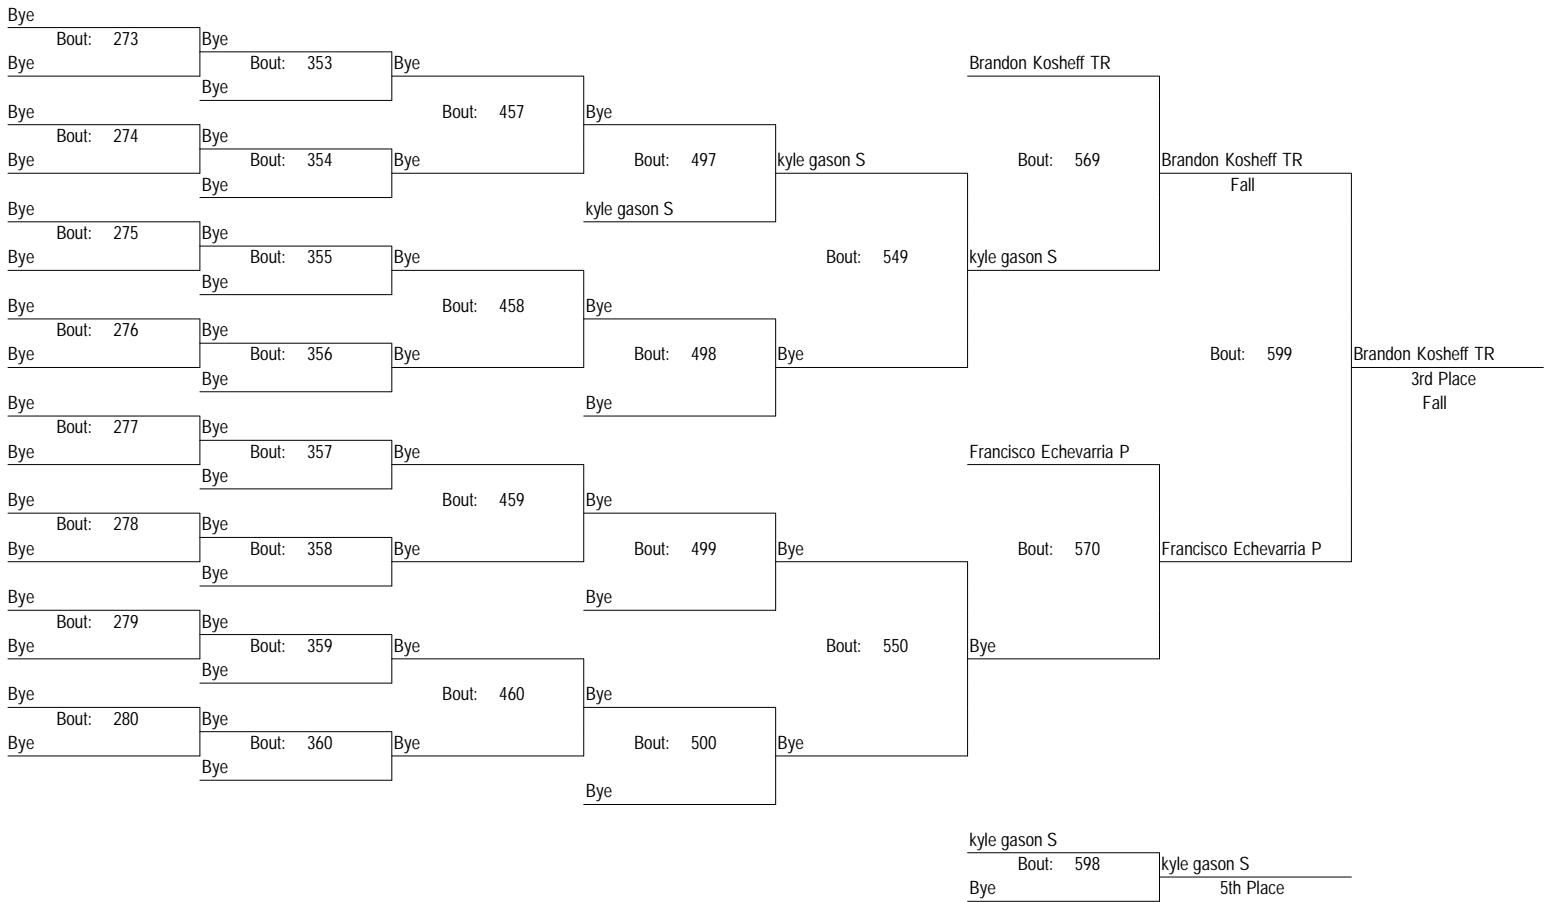 Bye
Bout: 273 Bye
Bye Bout: 353 Bye Brandon Kosheff TR
Bye
Bye Bout: 457 Bye
Bout: 274 Bye
Bye Bout: 354 Bye Bout: 497 kyle gason S Bout: 569 Brandon Kosheff TR
Bye Fall
Bye kyle gason S
Bout: 275 Bye
Bye Bout: 355 Bye Bout: 549 kyle gason S
Bye
Bye Bout: 458 Bye
Bout: 276 Bye
Bye Bout: 356 Bye Bout: 498 Bye Bout: 599 Brandon Kosheff TR
Bye 3rd Place
Bye Bye Fall
Bout: 277 Bye
Bye Bout: 357 Bye Francisco Echevarria P
Bye
Bye Bout: 459 Bye
Bout: 278 Bye
Bye Bout: 358 Bye Bout: 499 Bye Bout: 570 Francisco Echevarria P
Bye
Bye Bye
Bout: 279 Bye
Bye Bout: 359 Bye Bout: 550 Bye
Bye
Bye Bout: 460 Bye
Bout: 280 Bye
Bye Bout: 360 Bye Bout: 500 Bye
Bye
Bye
kyle gason S
Bout: 598 kyle gason S
Bye 5th Place